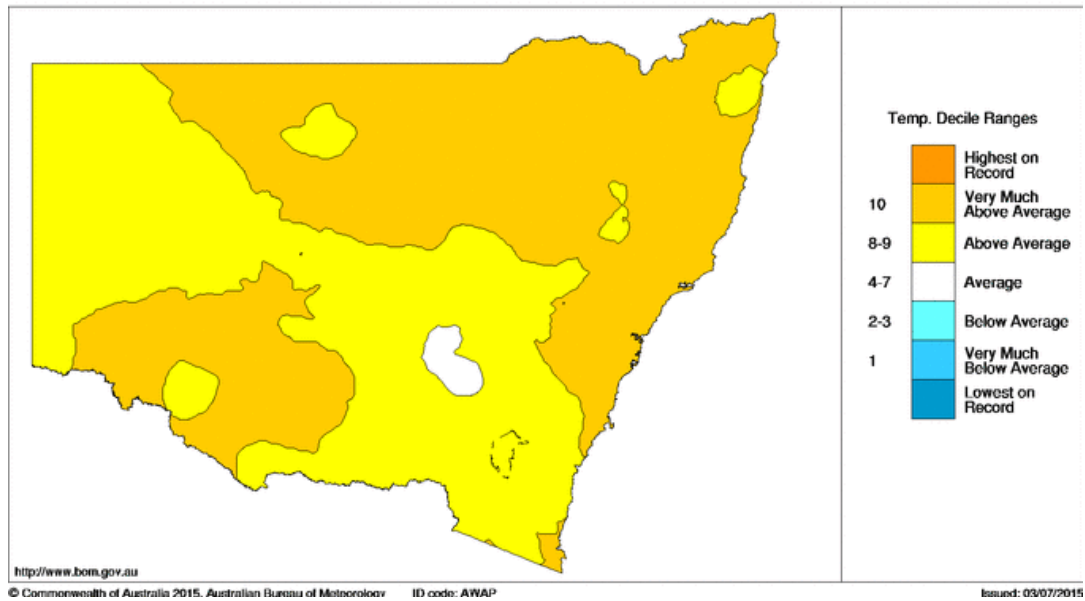 Temp. Decile Ranges
Highest on
Record
10
Very Much
Above Average
8-9
Above Average
4-7
Average
2-3
Below Average
1
Very Much
Below Average
Lowest on
Record
http://www.bom.gov.au
© Commonwealth of Australia 2015, Australian Bureau of Meteorology ID code: AWAP Issued: 03/07/2015